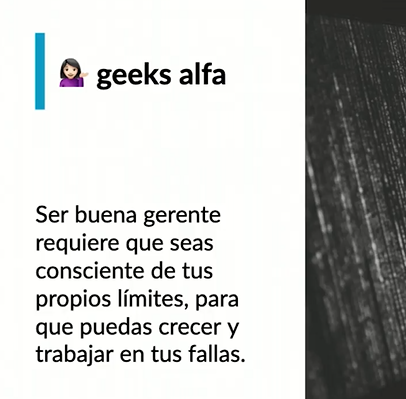 💁🏻‍♀️ geeks alfa
Ser buena gerente
requiere que seas
consciente de tus
propios límites, para
que puedas crecer y
trabajar en tus fallas.